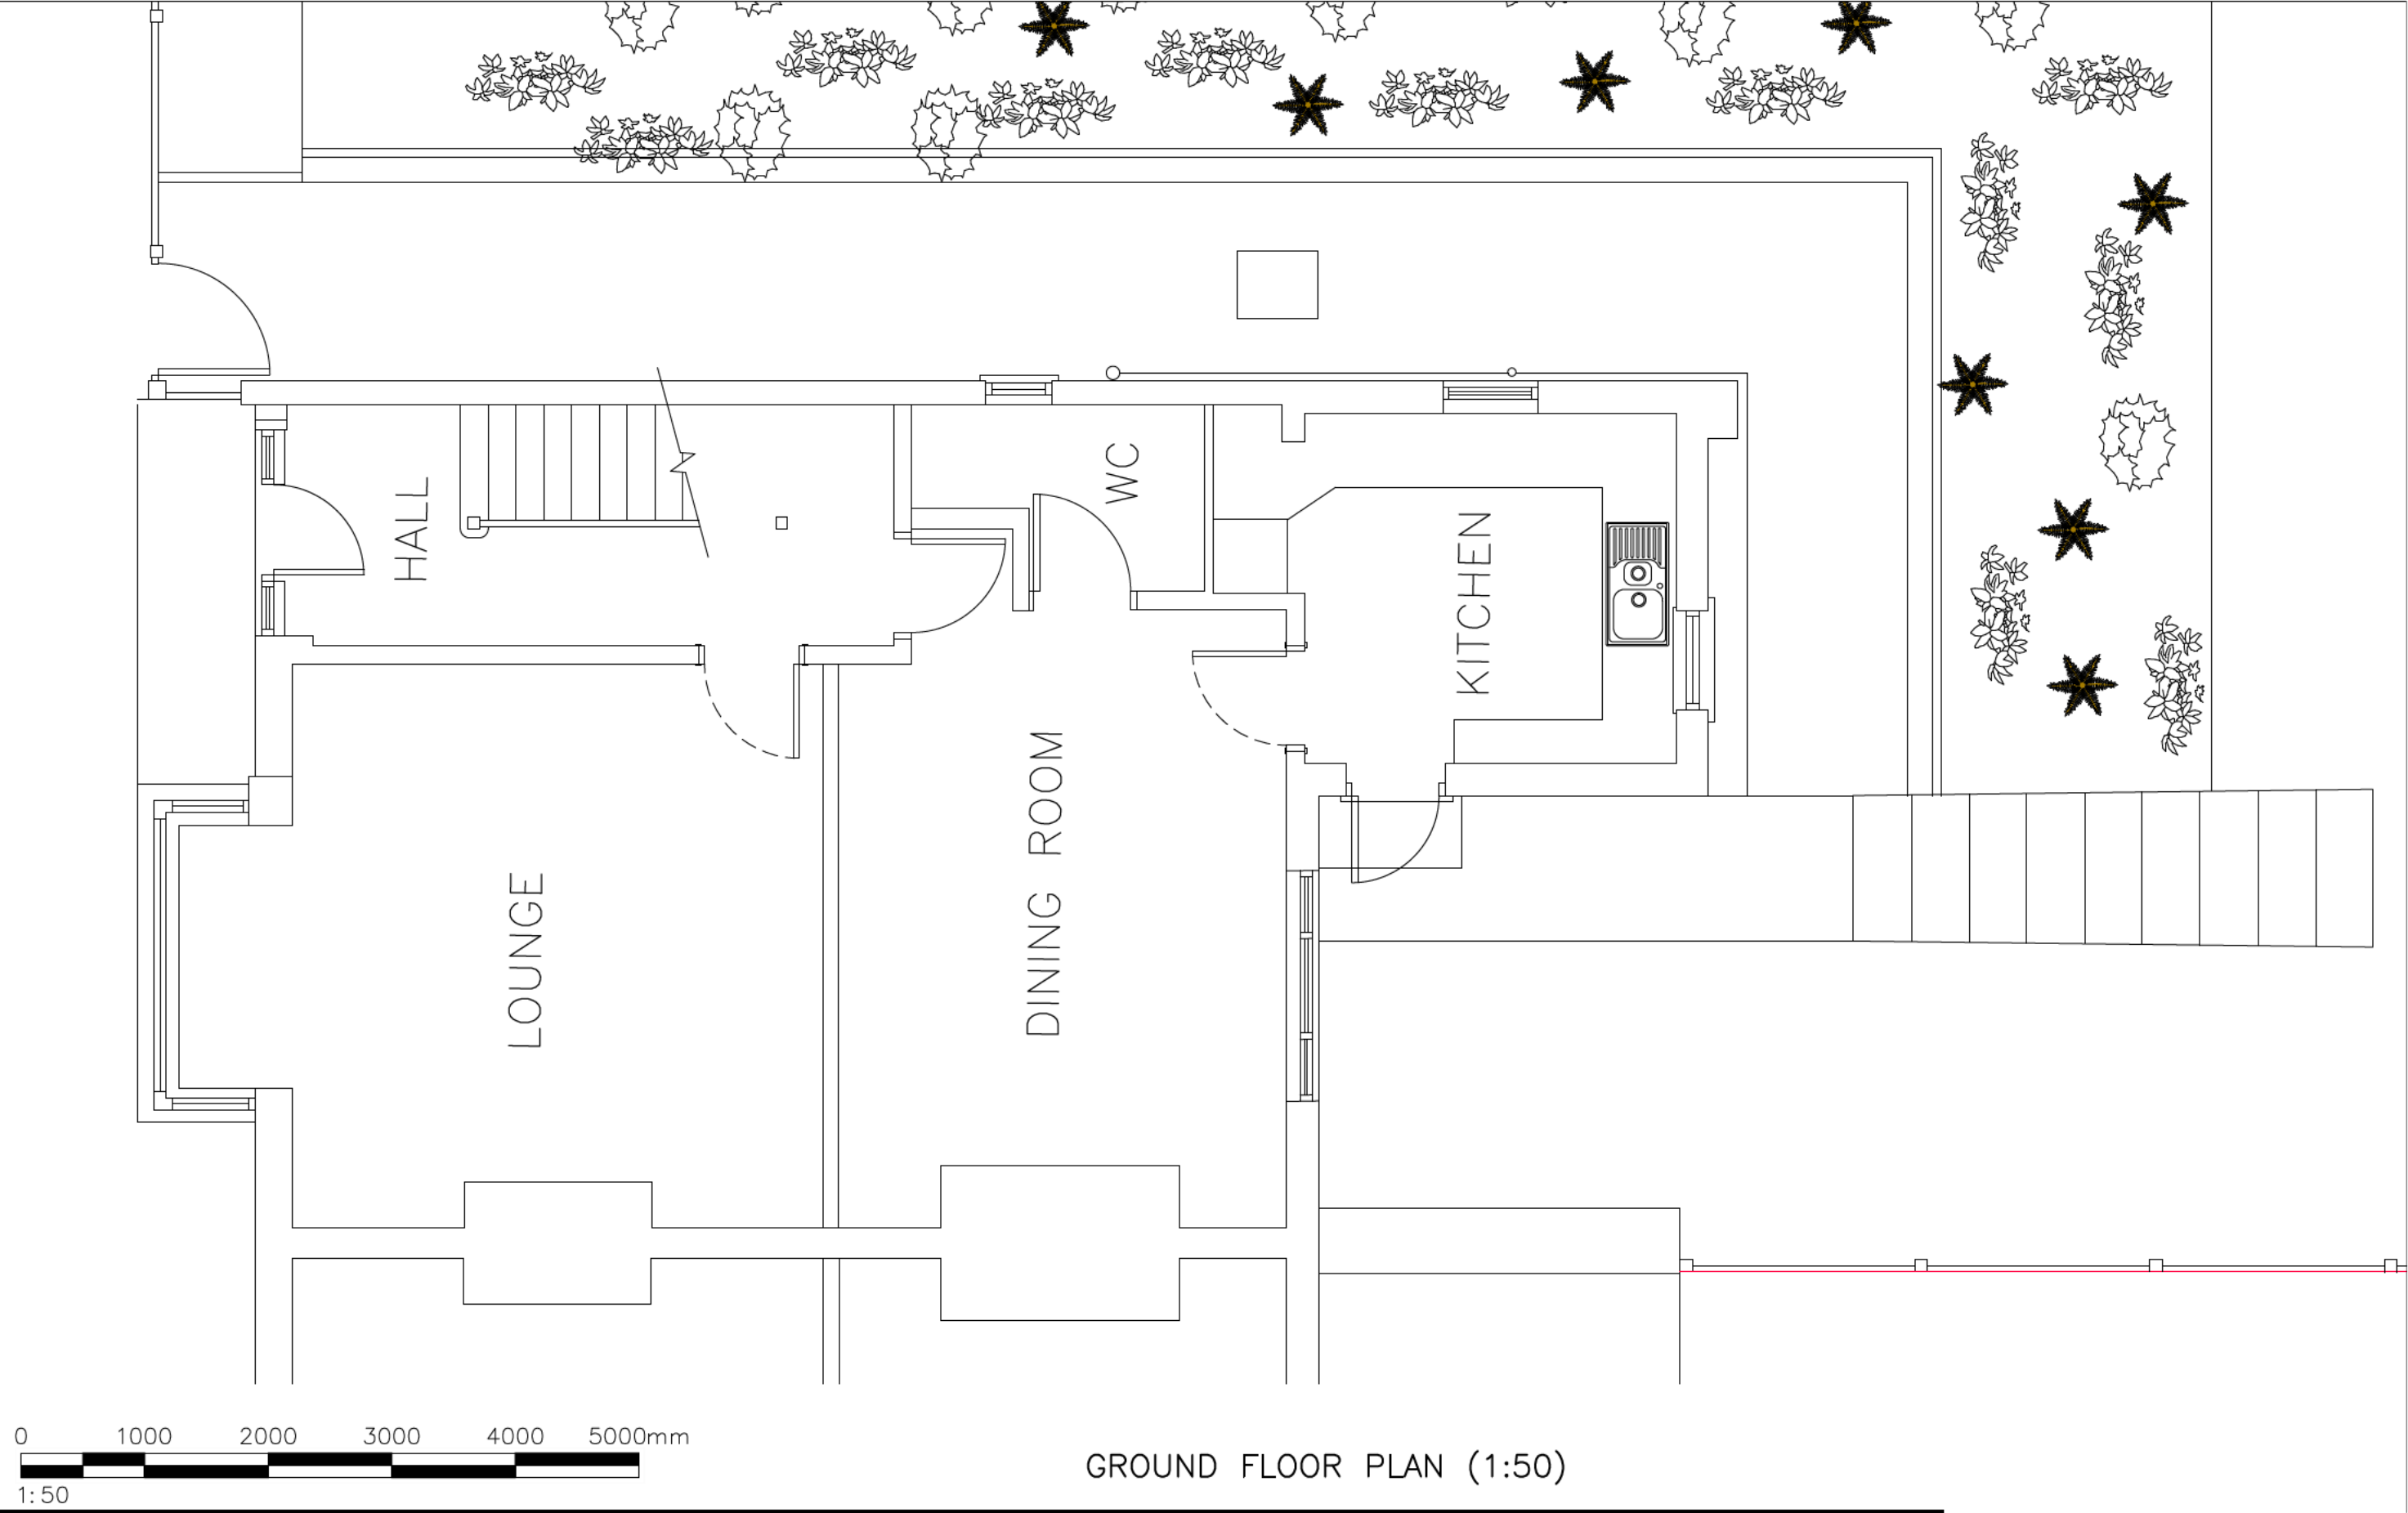 HALL
WC
KITCHEN
LOUNGE
DINING ROOM
0 1000 2000 3000 4000 5000mm
1:50
GROUND FLOOR PLAN (1:50)